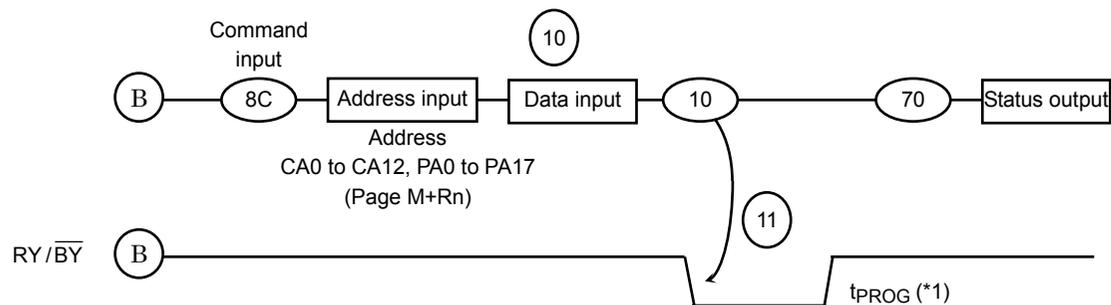 10
Command
input
B 8C Address input Data input 10 70 Status output
Address
CA0 to CA12, PA0 to PA17
(Page M+Rn)
11
RY/BY B
tPROG (*1)